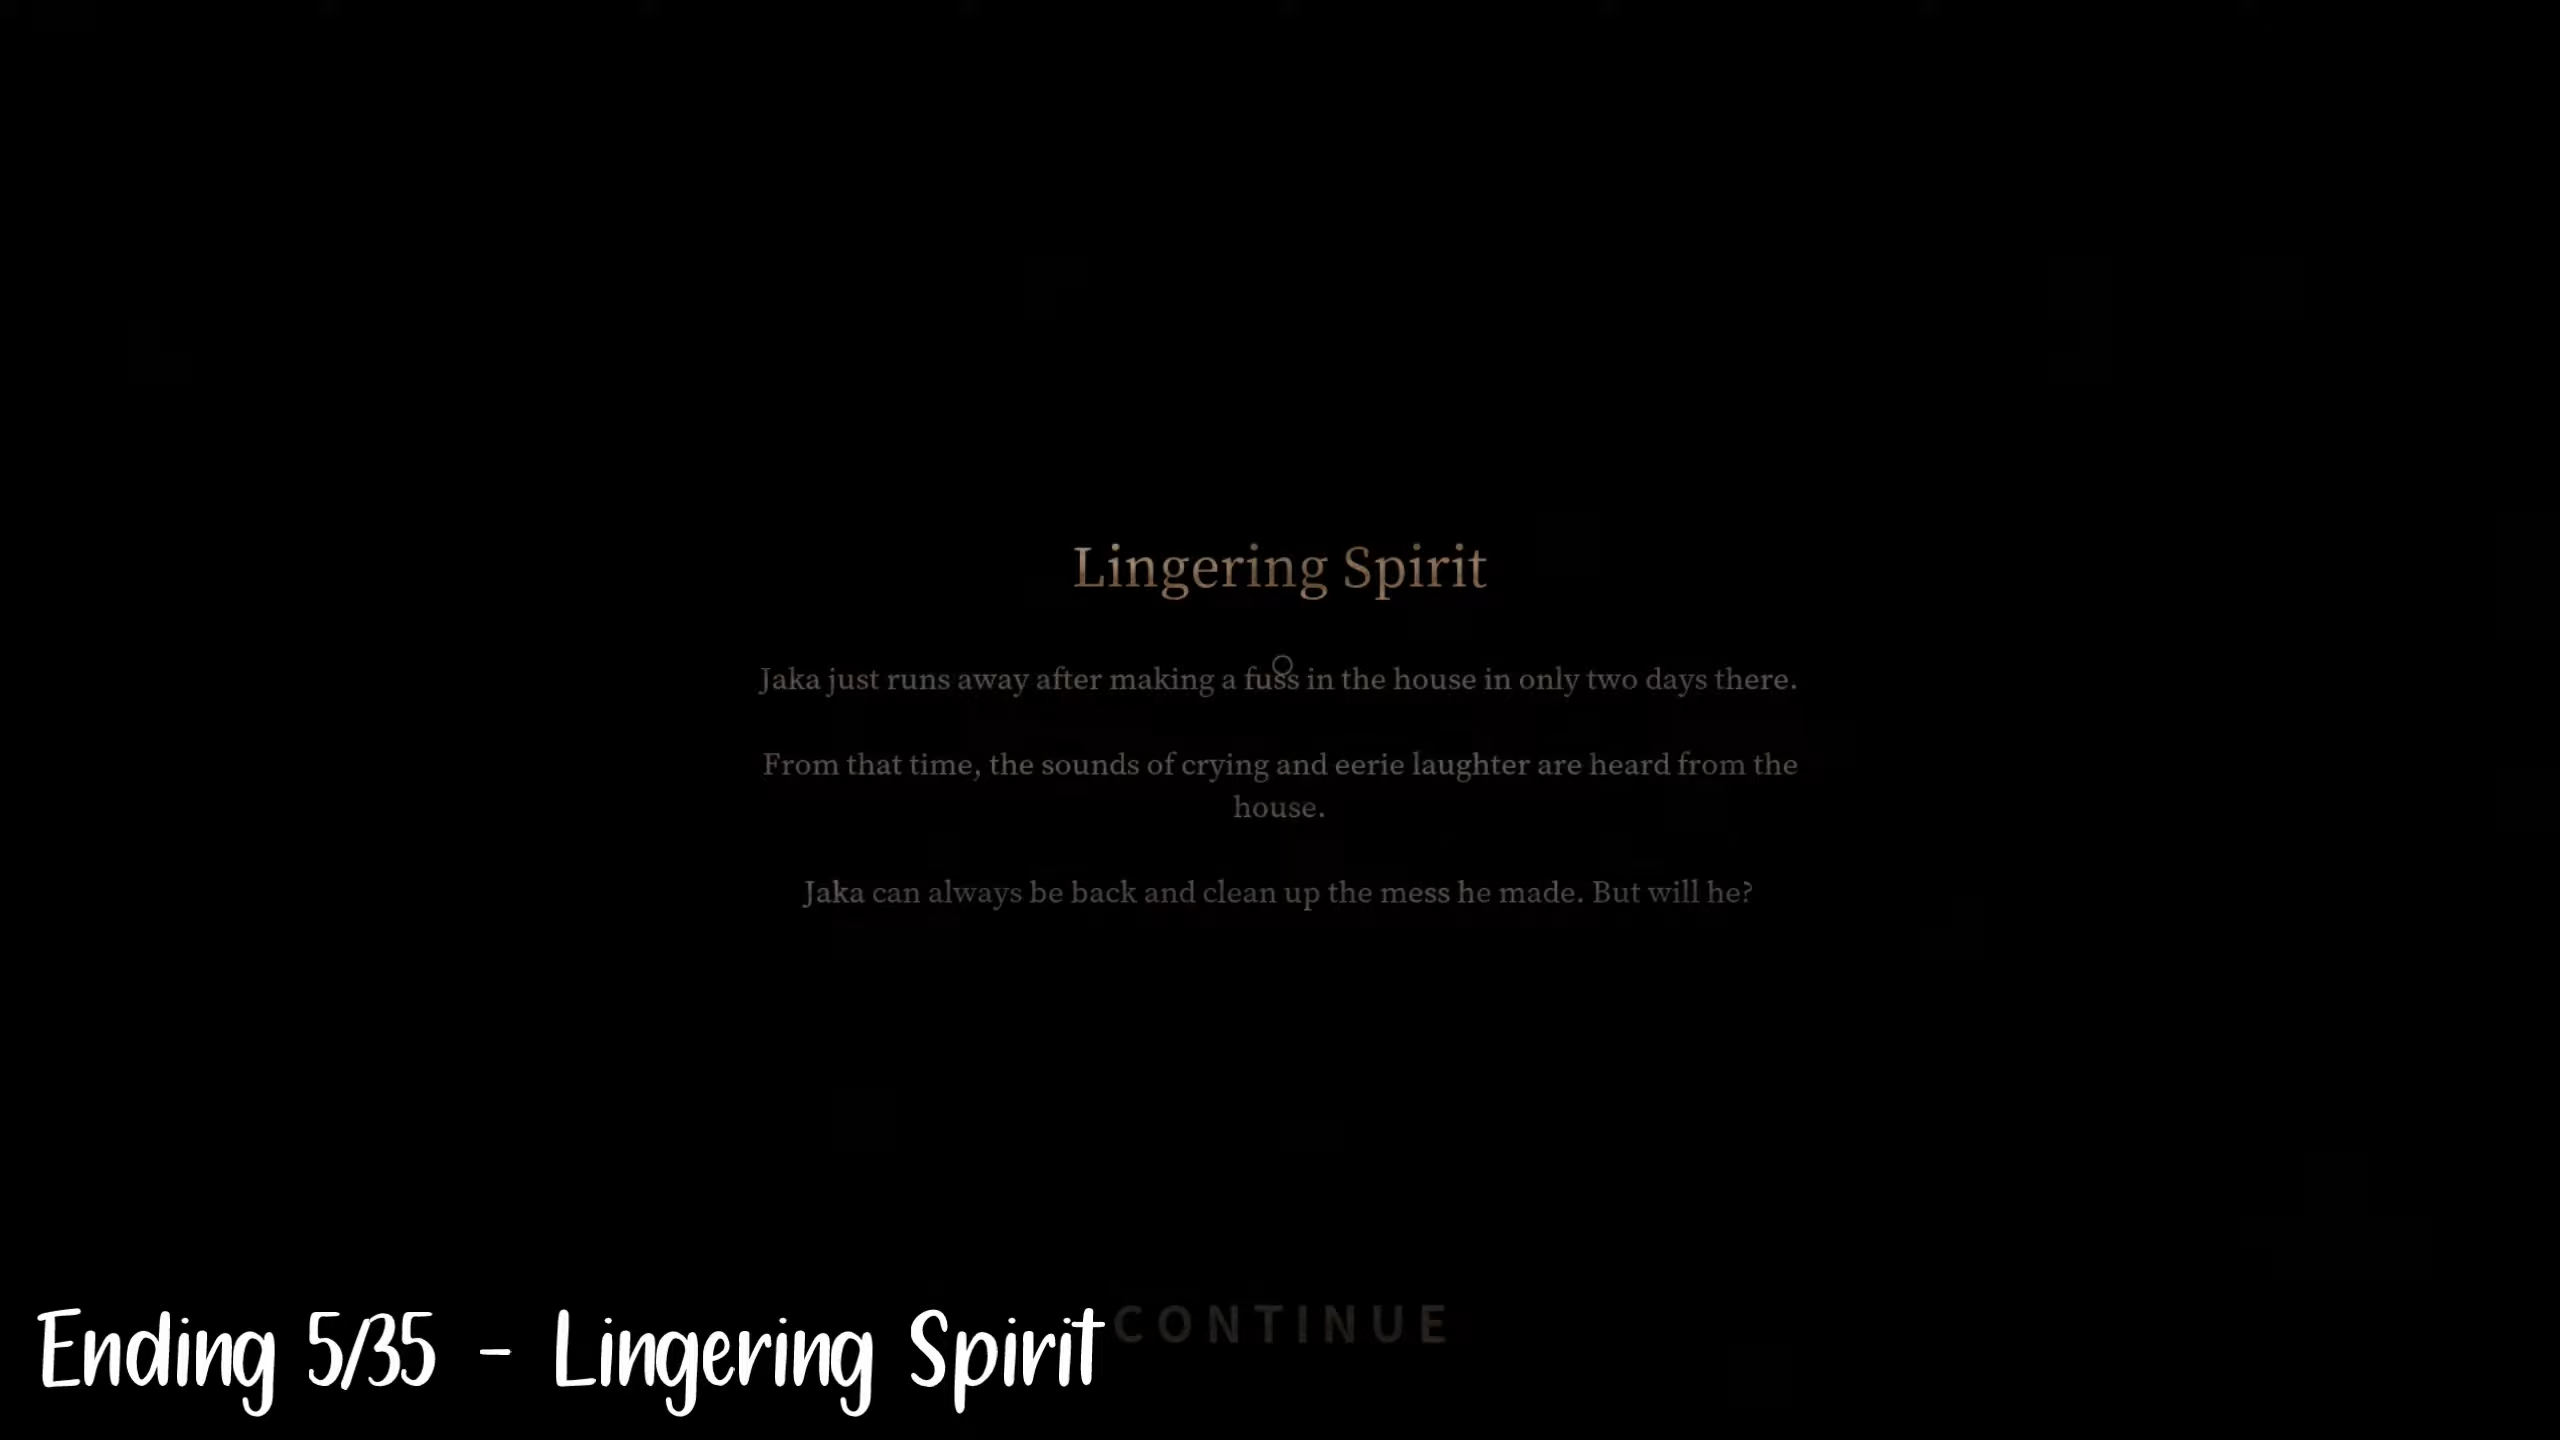 Lingering Spirit
Jaka just runs away after making a fuss in the house in only two days there.
From that time, the sounds of crying and eerie laughter are heard from the
house.
Jaka can always be back and clean up the mess he made. But will he?
CONTINUE
Ending 5/35 - Lingering Spirit